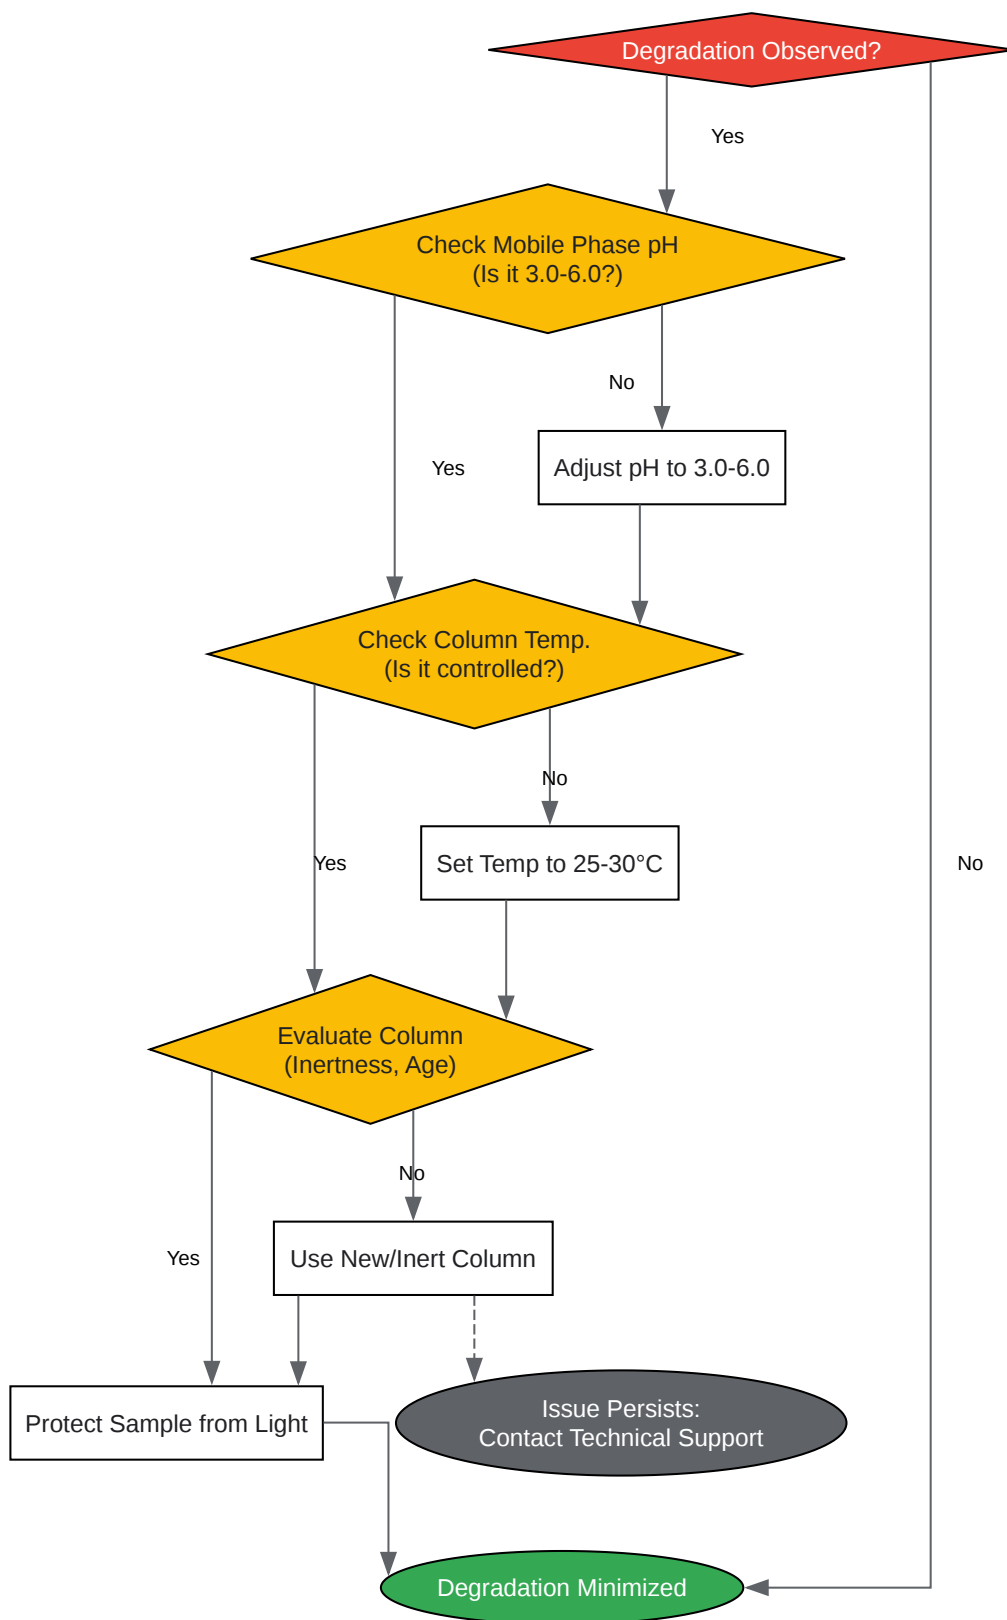 Degradation Observed?
Yes
Check Mobile Phase pH
(Is it 3.0-6.0?)
No
Yes
Adjust pH to 3.0-6.0
Check Column Temp.
(Is it controlled?)
No
Yes
Set Temp to 25-30°C
No
Evaluate Column
(Inertness, Age)
No
Yes
Use New/Inert Column
Protect Sample from Light
Issue Persists:
Contact Technical Support
Degradation Minimized